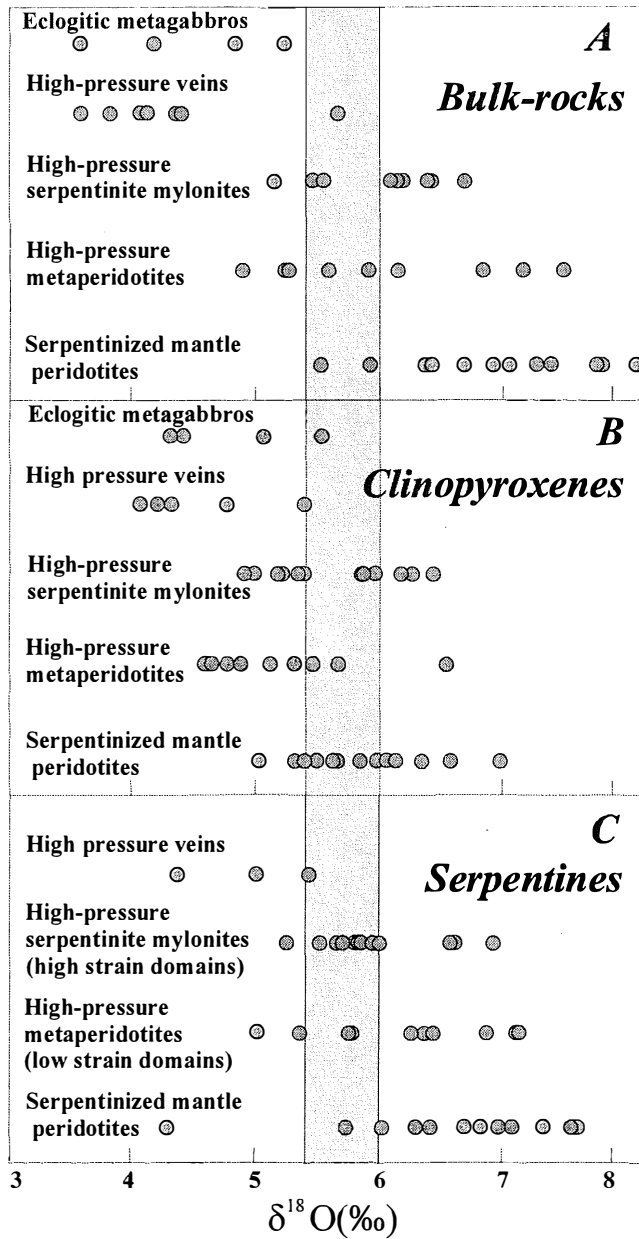 Eclogitic metagabbros
A
Bulk-rocks
High-pressure veins
High-pressure
serpentinite mylonites
High-pressure
metaperidotites
Serpentinized mantle
peridotites
Eclogitic metagabbros
B
Clinopyroxenes
High pressure veins
High-pressure
serpentinite mylonites
High-pressure
metaperidotites
Serpentinized mantle
peridotites
C
Serpentines
High pressure veins
High-pressure
serpentinite mylonites
(high strain domains)
High-pressure
metaperidotites
(low strain domains)
Serpentinized mantle
peridotites
3 4 5 6 7 8
δ¹⁸O(‰)